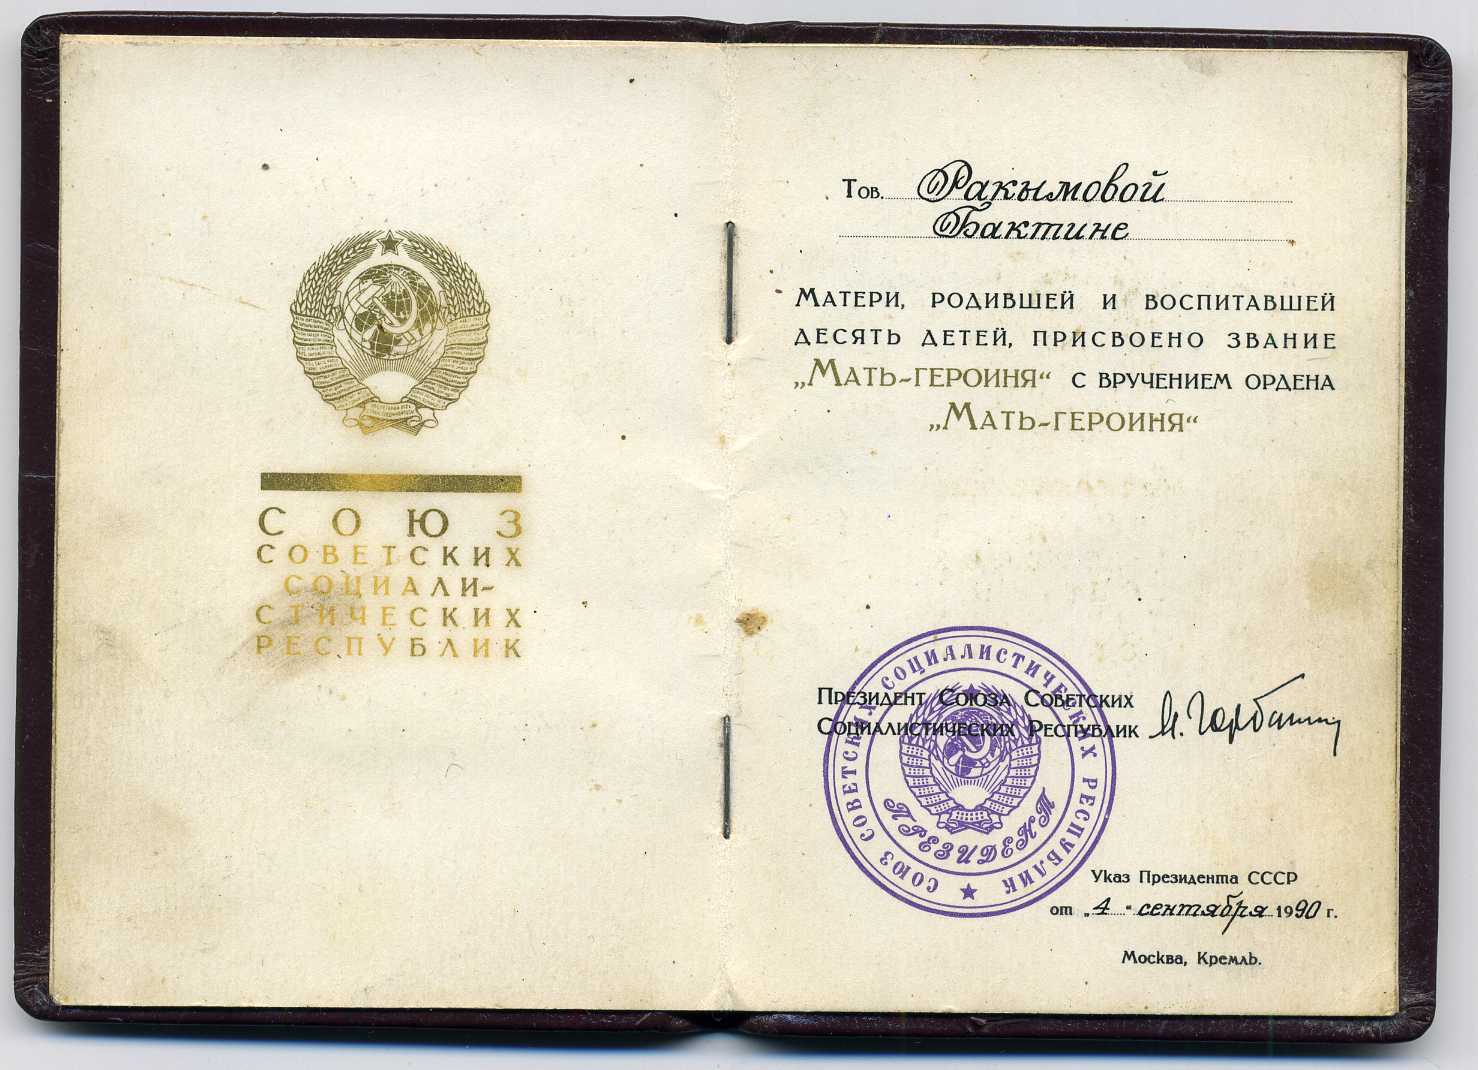 СОЮЗ
СОВЕТСКИХ
СОЦИАЛИ-
СТИЧЕСКИХ
РЕСПУБЛИК
Тов. Ракымовой
Бактине
Матери, родившей и воспитавшей
десять детей, присвоено звание
„Мать-героиня“ с вручением ордена
„Мать-героиня“
Президент Союза Советских
Социалистических Республик М. Горбачев
СОЮЗ СОВЕТСКИХ СОЦИАЛИСТИЧЕСКИХ РЕСПУБЛИК
ПРЕЗИДЕНТ
Указ Президента СССР
от „4“ сентября 1990 г.
Москва, Кремль.